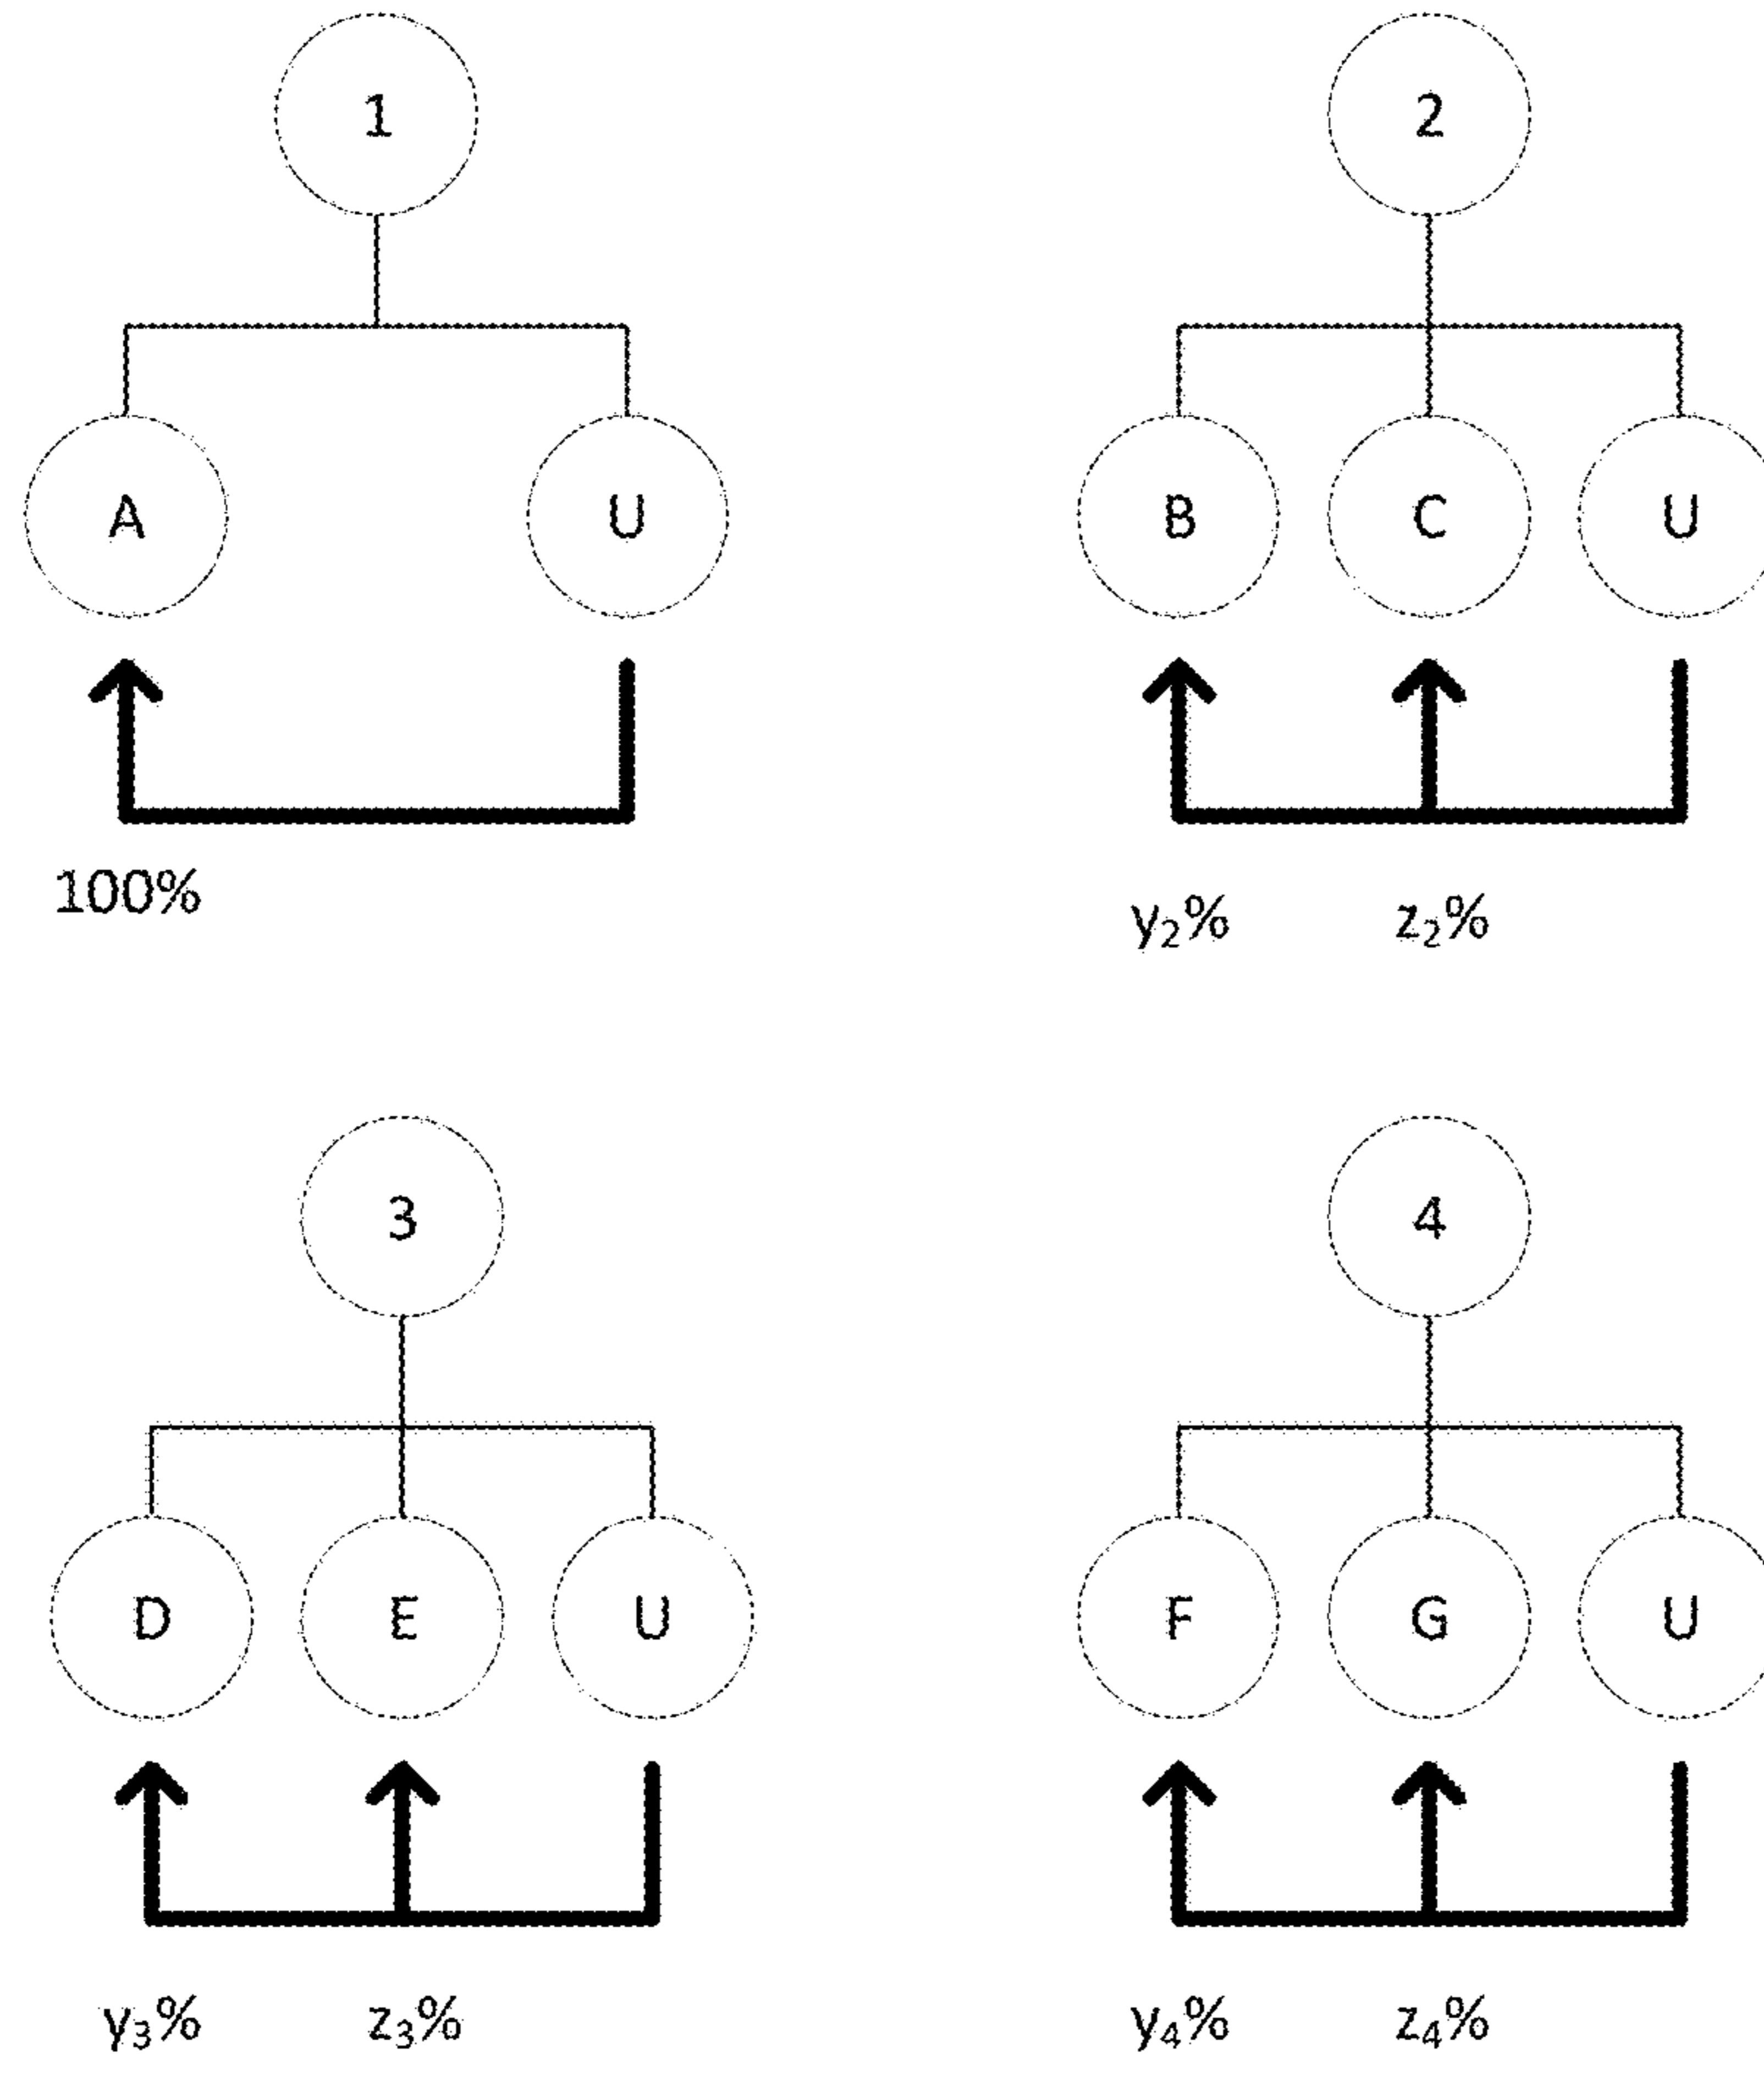 1
2
A U
B C U
100%
y₂% z₂%
3
4
D E U
F G U
y₃% z₃%
y₄% z₄%